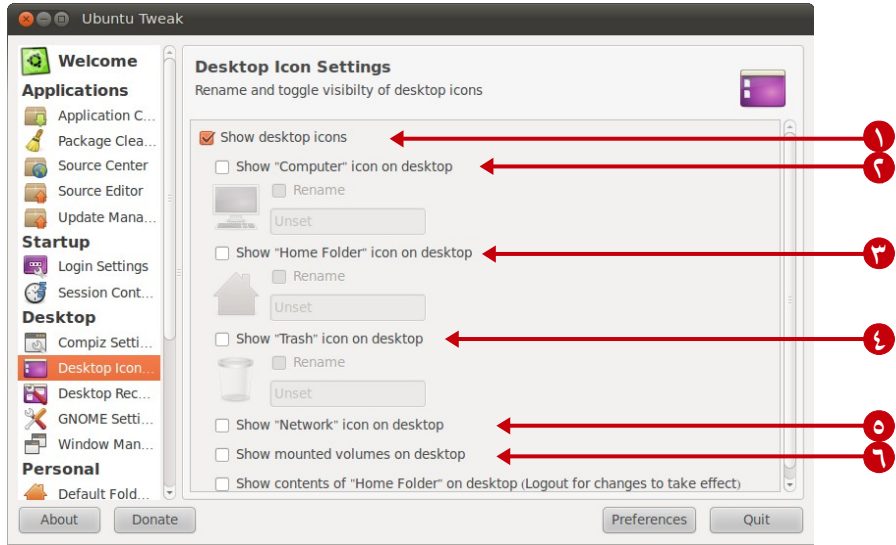 Ubuntu Tweak
Welcome
Applications
Application C...
Package Clea...
Source Center
Source Editor
Update Mana...
Startup
Login Settings
Session Cont...
Desktop
Compiz Setti...
Desktop Icon...
Desktop Rec...
GNOME Setti...
Window Man...
Personal
Default Fold...
Desktop Icon Settings
Rename and toggle visibilty of desktop icons
Show desktop icons ١
Show "Computer" icon on desktop ٢
Rename
Unset
Show "Home Folder" icon on desktop ٣
Rename
Unset
Show "Trash" icon on desktop ٤
Rename
Unset
Show "Network" icon on desktop ٥
Show mounted volumes on desktop ٦
Show contents of "Home Folder" on desktop (Logout for changes to take effect)
About Donate Preferences Quit